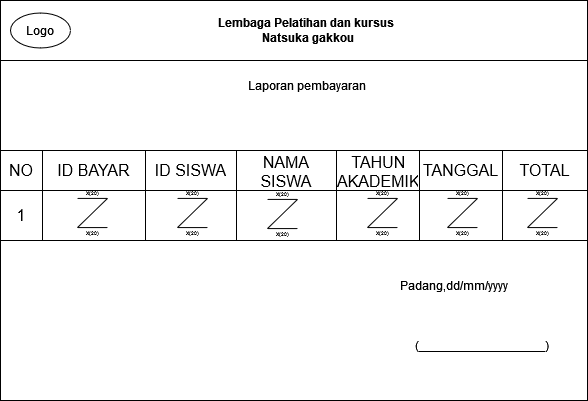 Logo
Lembaga Pelatihan dan kursus
Natsuka gakkou
Laporan pembayaran
NO ID BAYAR ID SISWA NAMA SISWA TAHUN AKADEMIK TANGGAL TOTAL
X(20) X(20) X(20) X(20) X(20) X(20)
1
X(20) X(20) X(20) X(20) X(20) X(20)
Padang,dd/mm/yyyy
(____________________)